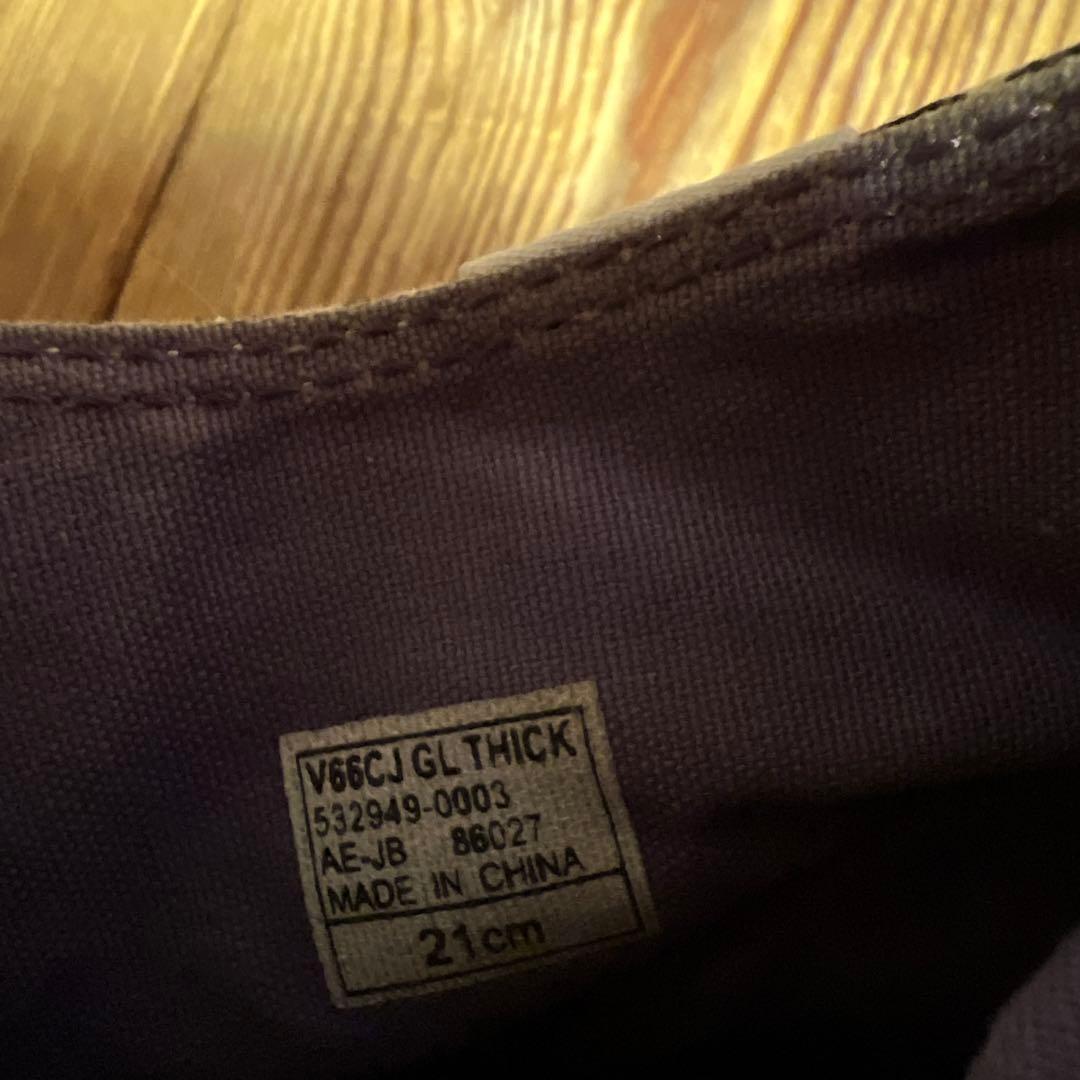 V66CJ GL THICK
532949-0003
AE-JB 86027
MADE IN CHINA
21cm